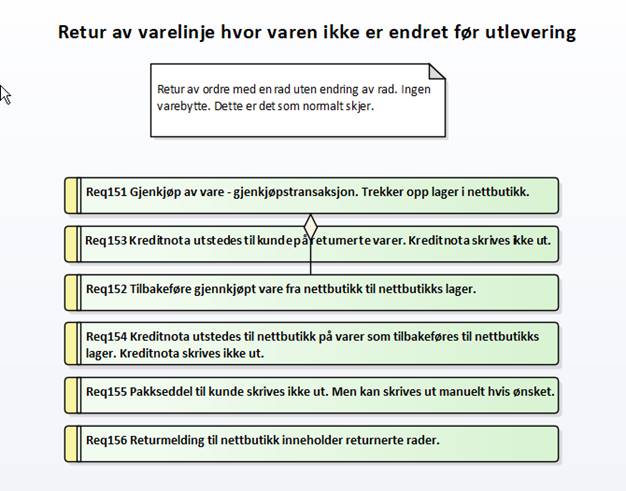 Retur av varelinje hvor varen ikke er endret før utlevering
Retur av ordre med en rad uten endring av rad. Ingen
varebytte. Dette er det som normalt skjer.
Req151 Gjenkjøp av vare - gjenkjøpstransaksjon. Trekker opp lager i nettbutikk.
Req153 Kreditnota utstedes til kunde på returnerte varer. Kreditnota skrives ikke ut.
Req152 Tilbakeføre gjennkjøpt vare fra nettbutikk til nettbutikks lager.
Req154 Kreditnota utstedes til nettbutikk på varer som tilbakeføres til nettbutikks
lager. Kreditnota skrives ikke ut.
Req155 Pakkseddel til kunde skrives ikke ut. Men kan skrives ut manuelt hvis ønsket.
Req156 Returmelding til nettbutikk inneholder returnerte rader.